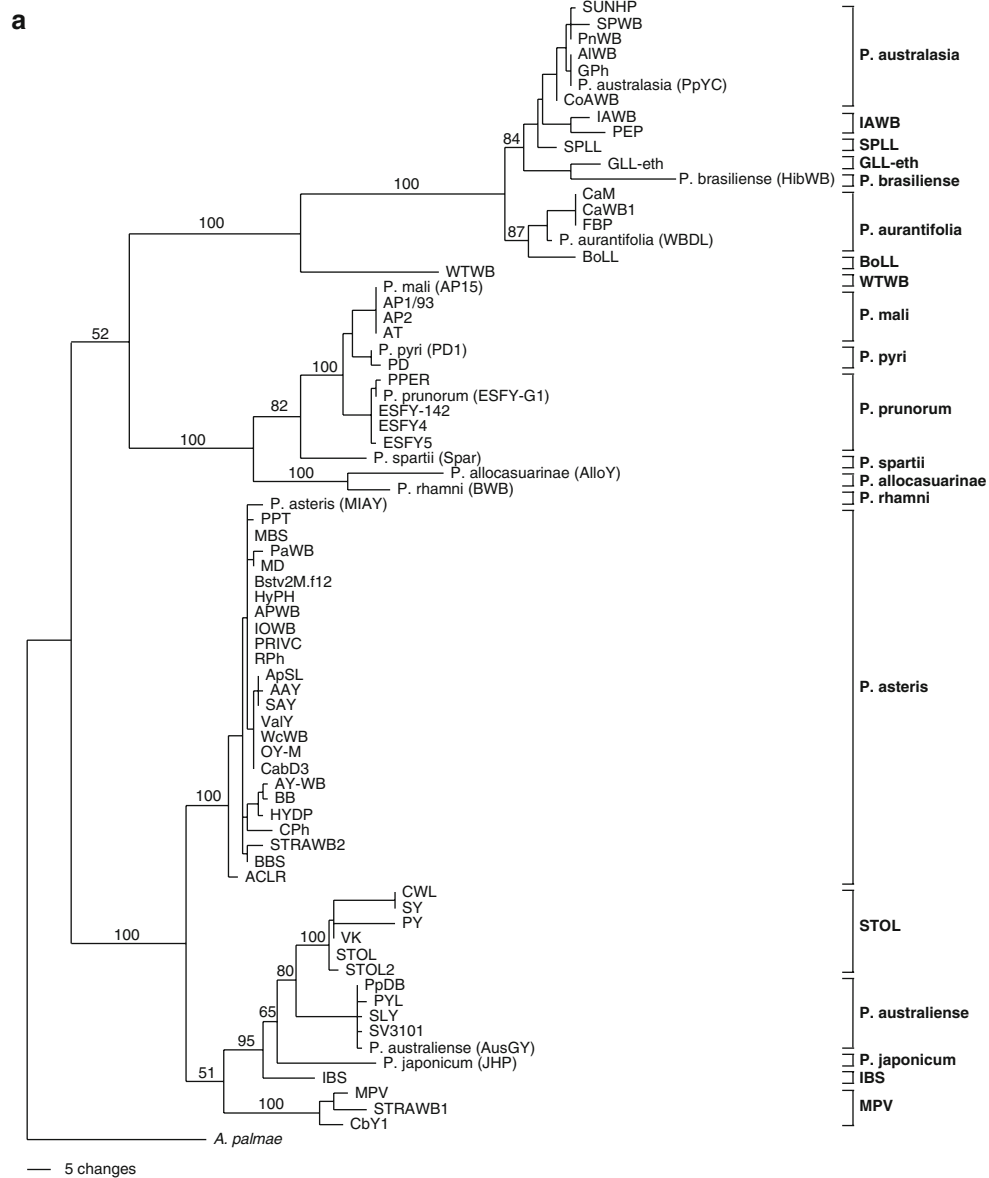 a
SUNHP
SPWB
PnWB
AlWB
GPh
P. australasia (PpYC)
CoAWB
P. australasia
IAWB
PEP
IAWB
SPLL
SPLL
GLL-eth
GLL-eth
P. brasiliense (HibWB)
P. brasiliense
84
100
CaM
CaWB1
FBP
P. aurantifolia (WBDL)
P. aurantifolia
87
BoLL
BoLL
100
WTWB
WTWB
P. mali (AP15)
AP1/93
AP2
AT
P. mali
52
P. pyri (PD1)
PD
P. pyri
100
PPER
P. prunorum (ESFY-G1)
ESFY-142
ESFY4
ESFY5
P. prunorum
82
100
P. spartii (Spar)
P. spartii
100
P. allocasuarinae (AlloY)
P. allocasuarinae
P. rhamni (BWB)
P. rhamni
P. asteris (MIAY)
PPT
MBS
PaWB
MD
Bstv2M.f12
HyPH
APWB
IOWB
PRIVC
RPh
ApSL
AAY
SAY
ValY
WcWB
OY-M
CabD3
AY-WB
BB
HYDP
CPh
STRAWB2
BBS
ACLR
P. asteris
100
CWL
SY
PY
VK
STOL
STOL2
STOL
100
100
80
PpDB
PYL
SLY
SV3101
P. australiense (AusGY)
P. australiense
65
P. japonicum (JHP)
P. japonicum
95
IBS
IBS
51
MPV
STRAWB1
CbY1
MPV
100
A. palmae
5 changes